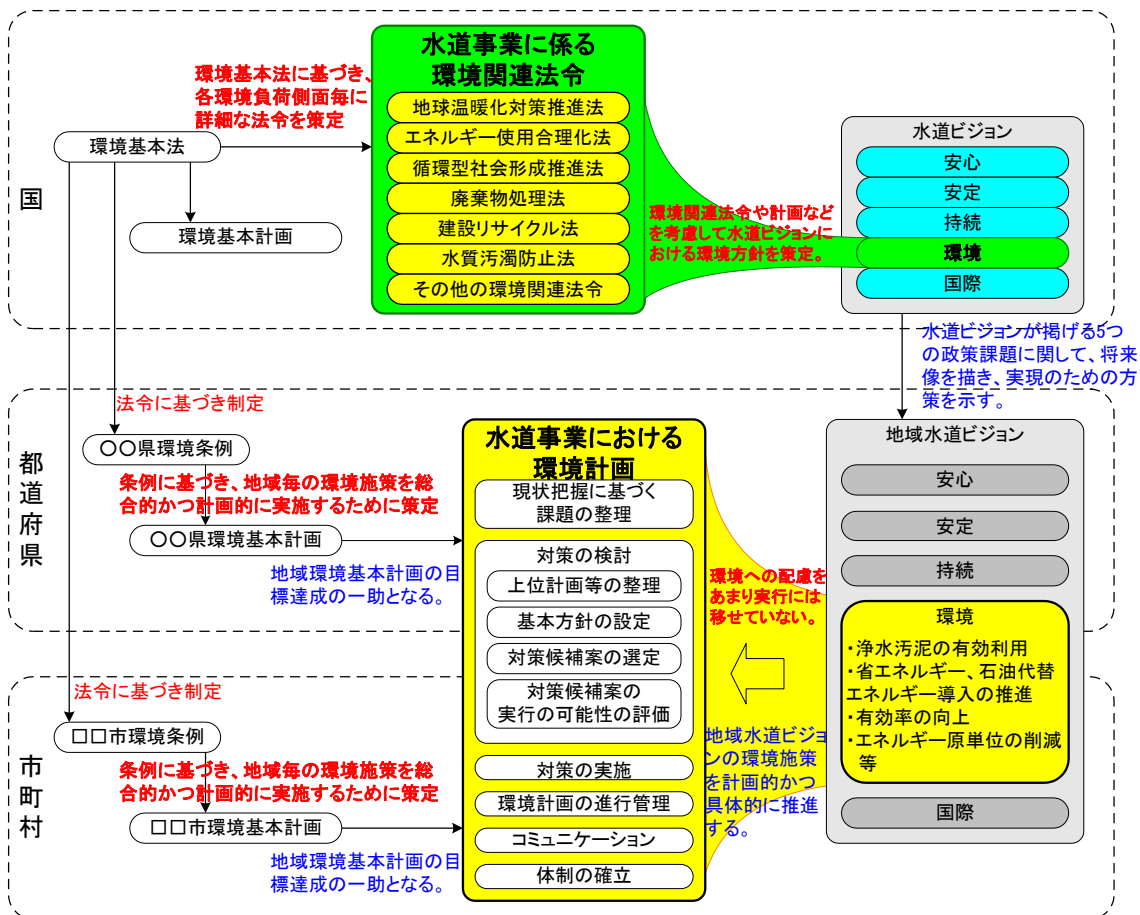 国
水道事業に係る
環境関連法令
地球温暖化対策推進法
エネルギー使用合理化法
循環型社会形成推進法
廃棄物処理法
建設リサイクル法
水質汚濁防止法
その他の環境関連法令
環境基本法に基づき、
各環境負荷側面毎に
詳細な法令を策定
環境基本法
環境基本計画
環境関連法令や計画など
を考慮して水道ビジョンに
おける環境方針を策定。
水道ビジョン
安心
安定
持続
環境
国際
水道ビジョンが掲げる5つ
の政策課題に関して、将来
像を描き、実現のための方
策を示す。
都道府県
法令に基づき制定
〇〇県環境条例
条例に基づき、地域毎の環境施策を総
合的かつ計画的に実施するために策定
〇〇県環境基本計画
地域環境基本計画の目
標達成の一助となる。
水道事業における
環境計画
現状把握に基づく
課題の整理
対策の検討
上位計画等の整理
基本方針の設定
対策候補案の選定
対策候補案の
実行の可能性の評価
対策の実施
環境計画の進行管理
コミュニケーション
体制の確立
環境への配慮を
あまり実行には
移せていない。
地域水道ビジョ
ンの環境施策
を計画的かつ
具体的に推進
する。
地域水道ビジョン
安心
安定
持続
環境
・浄水汚泥の有効利用
・省エネルギー、石油代替
エネルギー導入の推進
・有効率の向上
・エネルギー原単位の削減
等
国際
市町村
法令に基づき制定
□□市環境条例
条例に基づき、地域毎の環境施策を総
合的かつ計画的に実施するために策定
□□市環境基本計画
地域環境基本計画の目
標達成の一助となる。